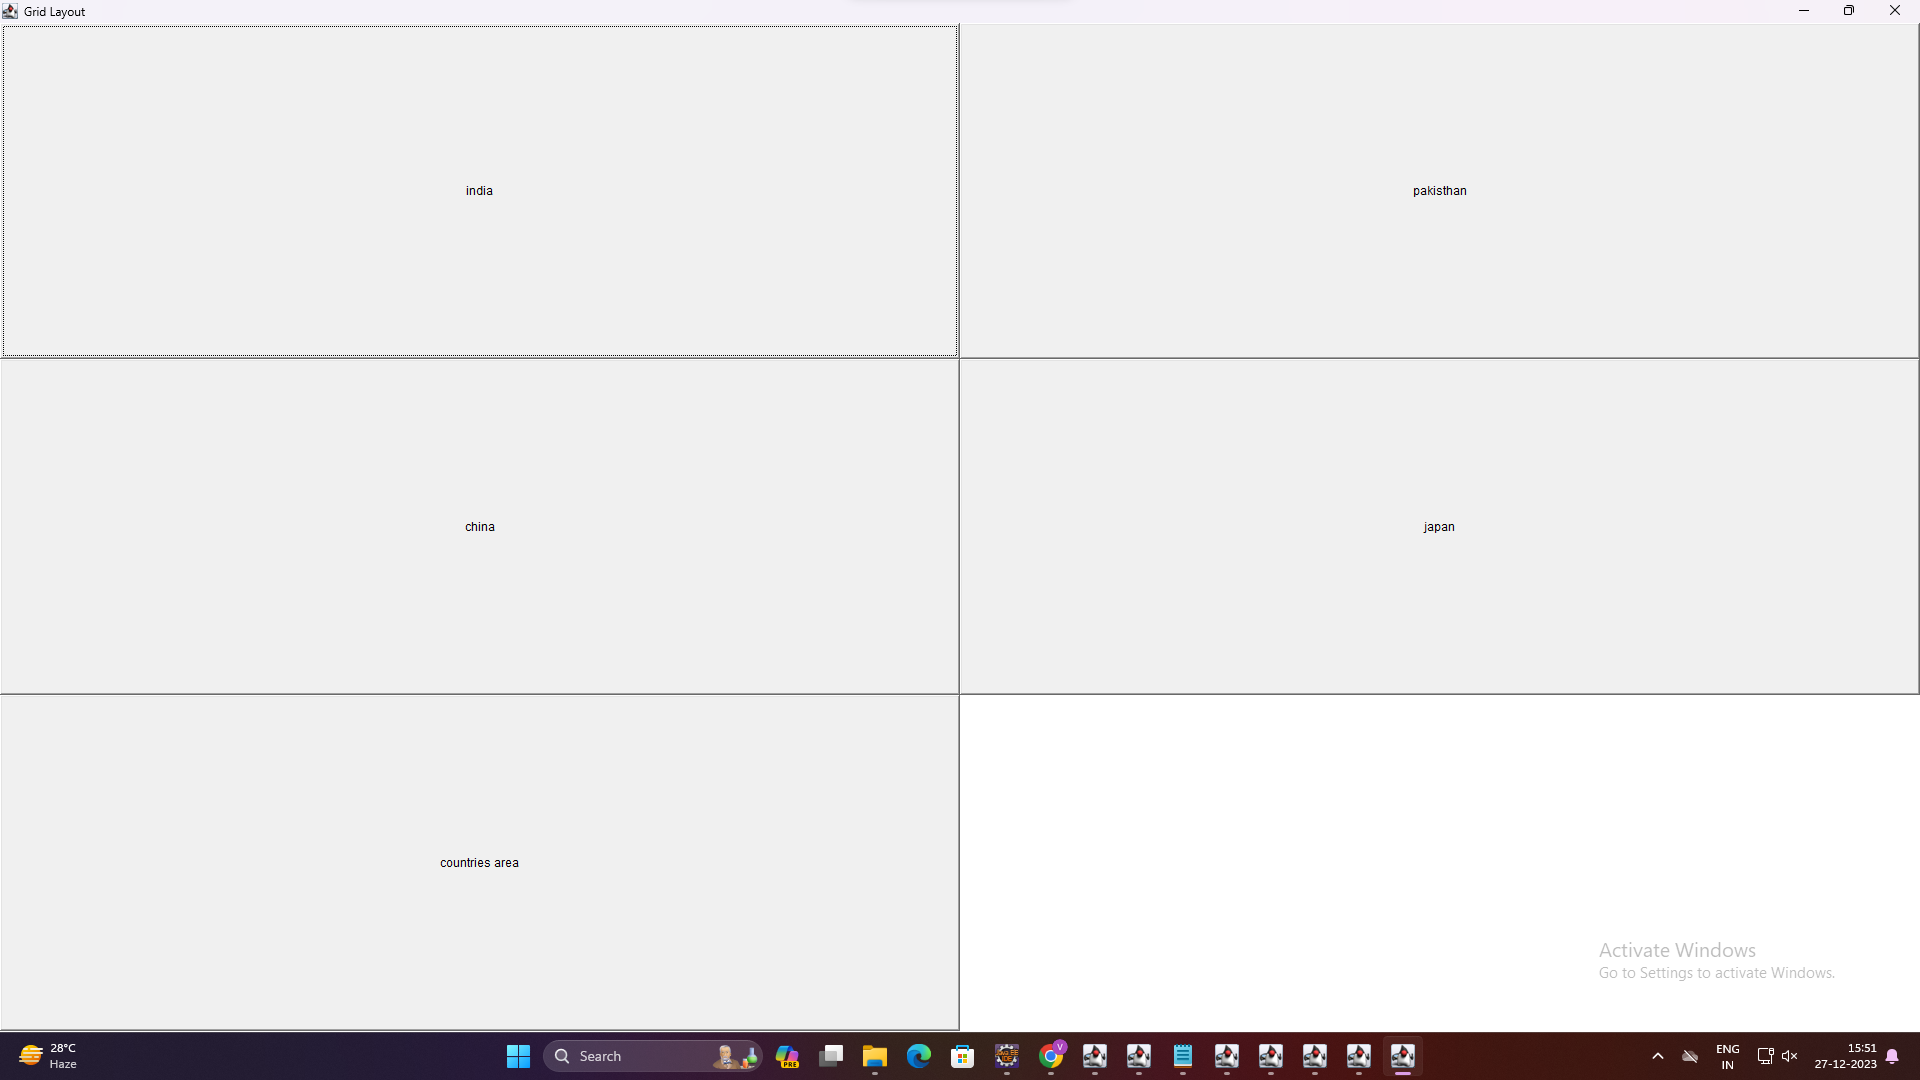 Grid Layout
india
pakisthan
china
japan
countries area
Activate Windows
Go to Settings to activate Windows.
28°C
Haze
Search
PRE
V
ENG
IN
15:51
27-12-2023